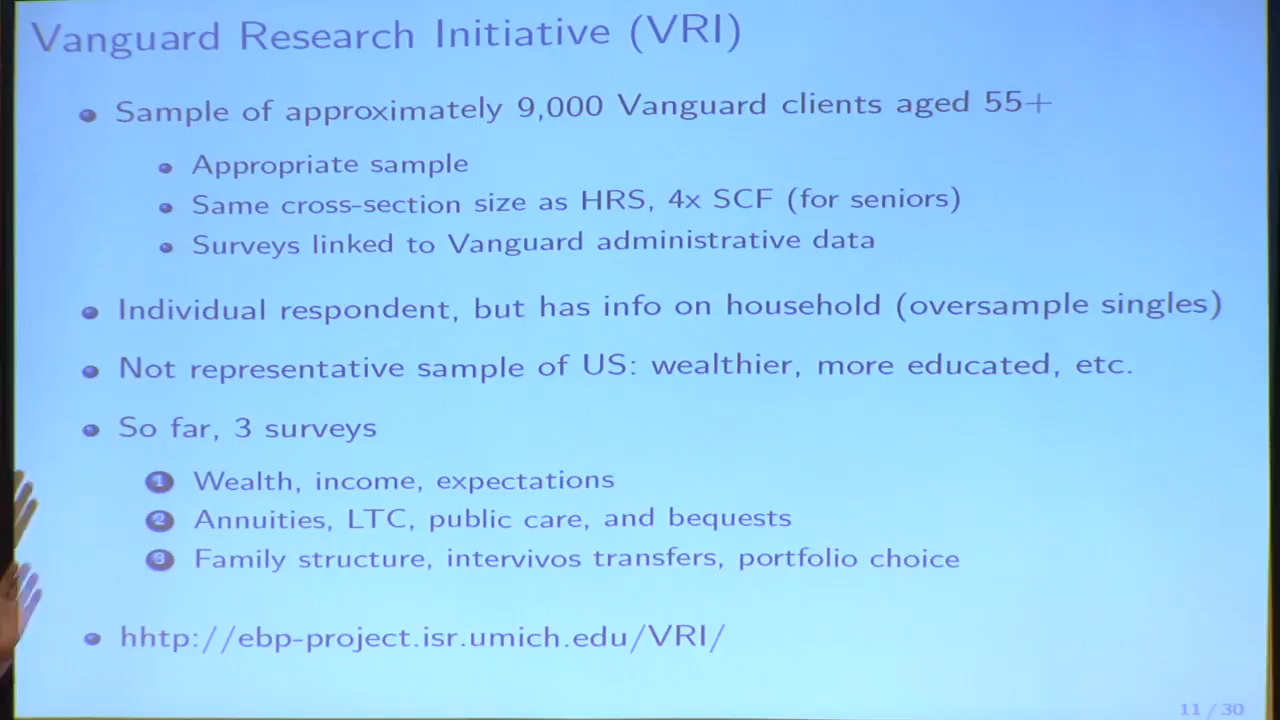 Vanguard Research Initiative (VRI)
Sample of approximately 9,000 Vanguard clients aged 55+
Appropriate sample
Same cross-section size as HRS, 4x SCF (for seniors)
Surveys linked to Vanguard administrative data
Individual respondent, but has info on household (oversample singles)
Not representative sample of US: wealthier, more educated, etc.
So far, 3 surveys
1 Wealth, income, expectations
2 Annuities, LTC, public care, and bequests
3 Family structure, intervivos transfers, portfolio choice
hhtp://ebp-project.isr.umich.edu/VRI/
11 / 30